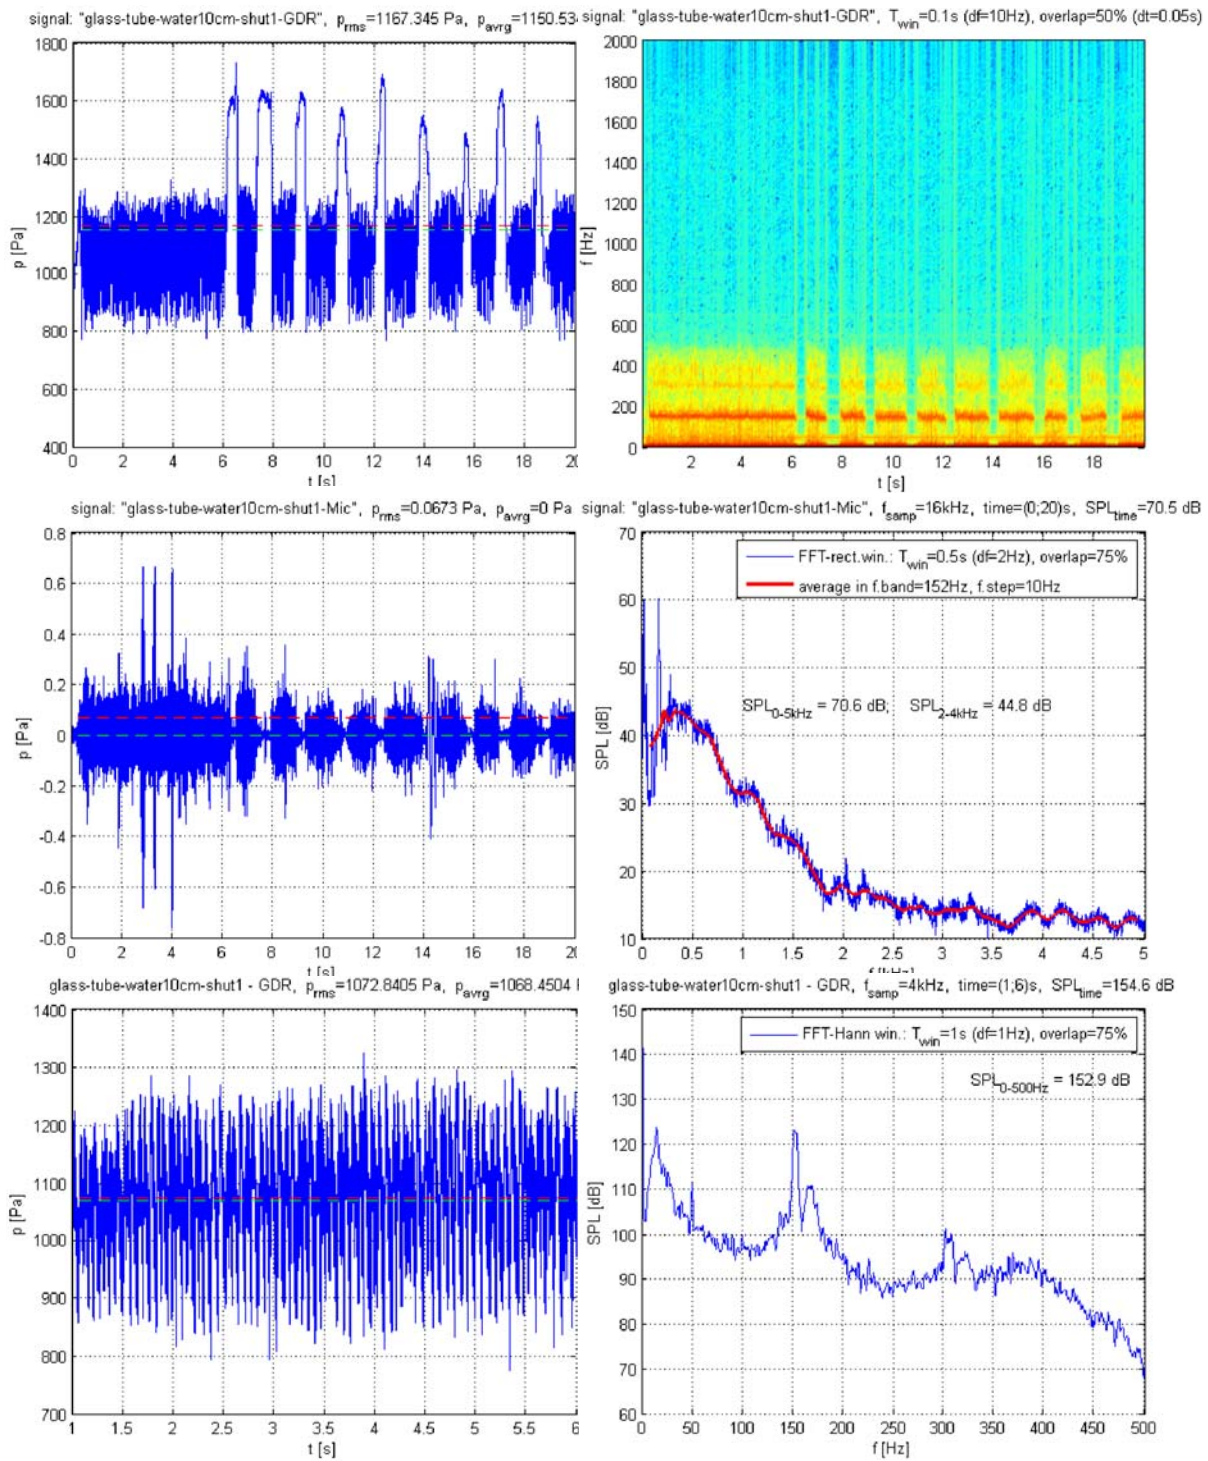 signal: "glass-tube-water10cm-shut1-GDR", p_rms=1167.345 Pa, p_avrg=1150.53
1800
1600
1400
1200
1000
800
600
400
p [Pa]
0 2 4 6 8 10 12 14 16 18 20
t [s]
signal: "glass-tube-water10cm-shut1-GDR", T_win=0.1s (df=10Hz), overlap=50% (dt=0.05s)
2000
1800
1600
1400
1200
1000
800
600
400
200
0
f [Hz]
2 4 6 8 10 12 14 16 18
t [s]
signal: "glass-tube-water10cm-shut1-Mic", p_rms=0.0673 Pa, p_avrg=0 Pa
0.8
0.6
0.4
0.2
0
-0.2
-0.4
-0.6
-0.8
p [Pa]
0 2 4 6 8 10 12 14 16 18 20
t [s]
signal: "glass-tube-water10cm-shut1-Mic", f_samp=16kHz, time=(0;20)s, SPL_time=70.5 dB
70
60
50
40
30
20
10
SPL [dB]
FFT-rect.win.: T_win=0.5s (df=2Hz), overlap=75%
average in f.band=152Hz, f.step=10Hz
SPL_0-5kHz = 70.6 dB; SPL_2-4kHz = 44.8 dB
0 0.5 1 1.5 2 2.5 3 3.5 4 4.5 5
f [kHz]
glass-tube-water10cm-shut1 - GDR, p_rms=1072.8405 Pa, p_avrg=1068.4504
1400
1300
1200
1100
1000
900
800
700
p [Pa]
1 1.5 2 2.5 3 3.5 4 4.5 5 5.5 6
t [s]
glass-tube-water10cm-shut1 - GDR, f_samp=4kHz, time=(1;6)s, SPL_time=154.6 dB
150
140
130
120
110
100
90
80
70
60
SPL [dB]
FFT-Hann win.: T_win=1s (df=1Hz), overlap=75%
SPL_0-500Hz = 152.9 dB
0 50 100 150 200 250 300 350 400 450 500
f [Hz]